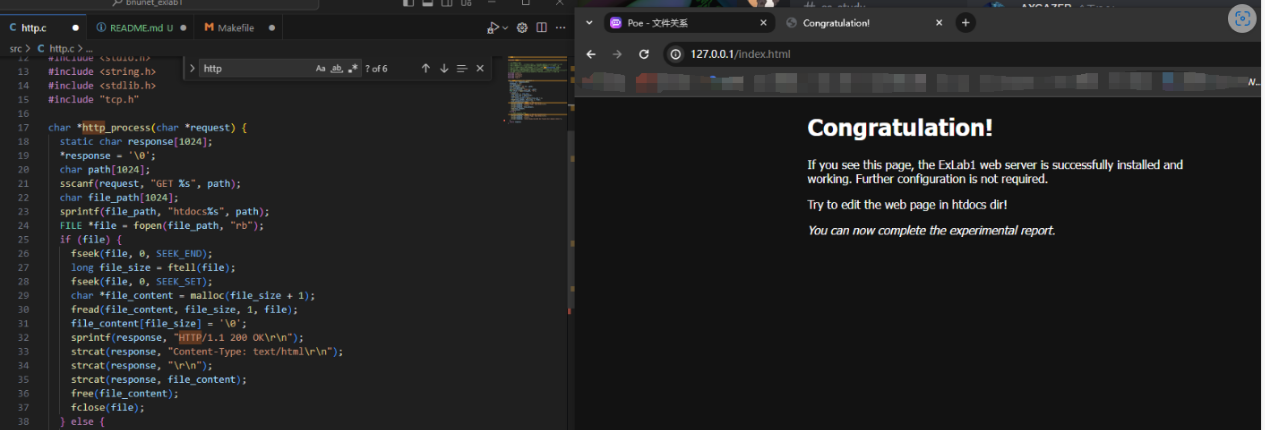 bnunet_exlab1
C http.c
README.md U
M Makefile
src > C http.c > ...
http
Aa ab .* ? of 6
12 #include <stdio.h>
13 #include <string.h>
14 #include <stdlib.h>
15 #include "tcp.h"
16
17 char *http_process(char *request) {
18 static char response[1024];
19 *response = '\0';
20 char path[1024];
21 sscanf(request, "GET %s", path);
22 char file_path[1024];
23 sprintf(file_path, "htdocs%s", path);
24 FILE *file = fopen(file_path, "rb");
25 if (file) {
26 fseek(file, 0, SEEK_END);
27 long file_size = ftell(file);
28 fseek(file, 0, SEEK_SET);
29 char *file_content = malloc(file_size + 1);
30 fread(file_content, file_size, 1, file);
31 file_content[file_size] = '\0';
32 sprintf(response, "HTTP/1.1 200 OK\r\n");
33 strcat(response, "Content-Type: text/html\r\n");
34 strcat(response, "\r\n");
35 strcat(response, file_content);
36 free(file_content);
37 fclose(file);
38 } else {
Poe - 文件关系
Congratulation!
127.0.0.1/index.html
N...
Congratulation!
If you see this page, the ExLab1 web server is successfully installed and
working. Further configuration is not required.
Try to edit the web page in htdocs dir!
You can now complete the experimental report.